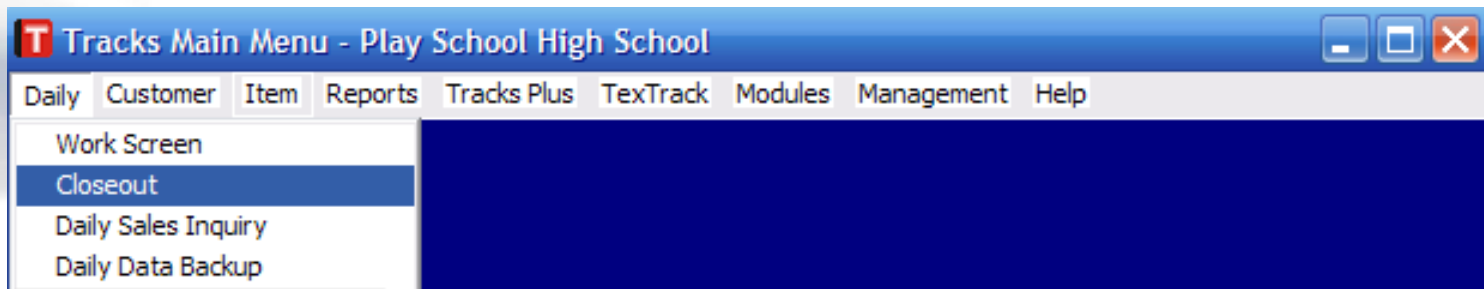 T Tracks Main Menu - Play School High School
Daily Customer Item Reports Tracks Plus TexTrack Modules Management Help
Work Screen
Closeout
Daily Sales Inquiry
Daily Data Backup